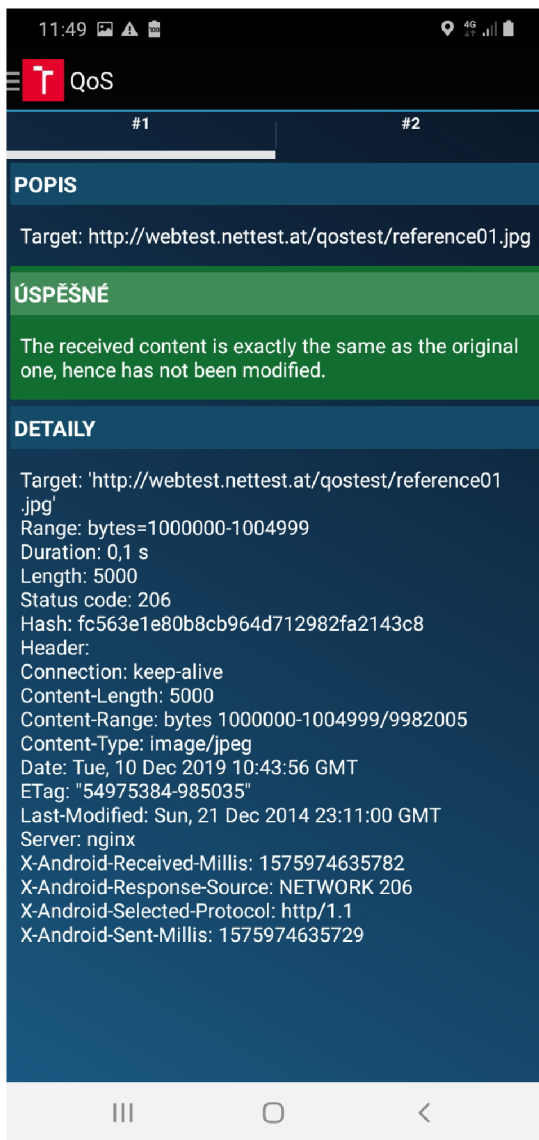 11:49
4G
QoS
#1 #2
POPIS
Target: http://webtest.nettest.at/qostest/reference01.jpg
ÚSPĚŠNÉ
The received content is exactly the same as the original
one, hence has not been modified.
DETAILY
Target: 'http://webtest.nettest.at/qostest/reference01
.jpg'
Range: bytes=1000000-1004999
Duration: 0,1 s
Length: 5000
Status code: 206
Hash: fc563e1e80b8cb964d712982fa2143c8
Header:
Connection: keep-alive
Content-Length: 5000
Content-Range: bytes 1000000-1004999/9982005
Content-Type: image/jpeg
Date: Tue, 10 Dec 2019 10:43:56 GMT
ETag: "54975384-985035"
Last-Modified: Sun, 21 Dec 2014 23:11:00 GMT
Server: nginx
X-Android-Received-Millis: 1575974635782
X-Android-Response-Source: NETWORK 206
X-Android-Selected-Protocol: http/1.1
X-Android-Sent-Millis: 1575974635729